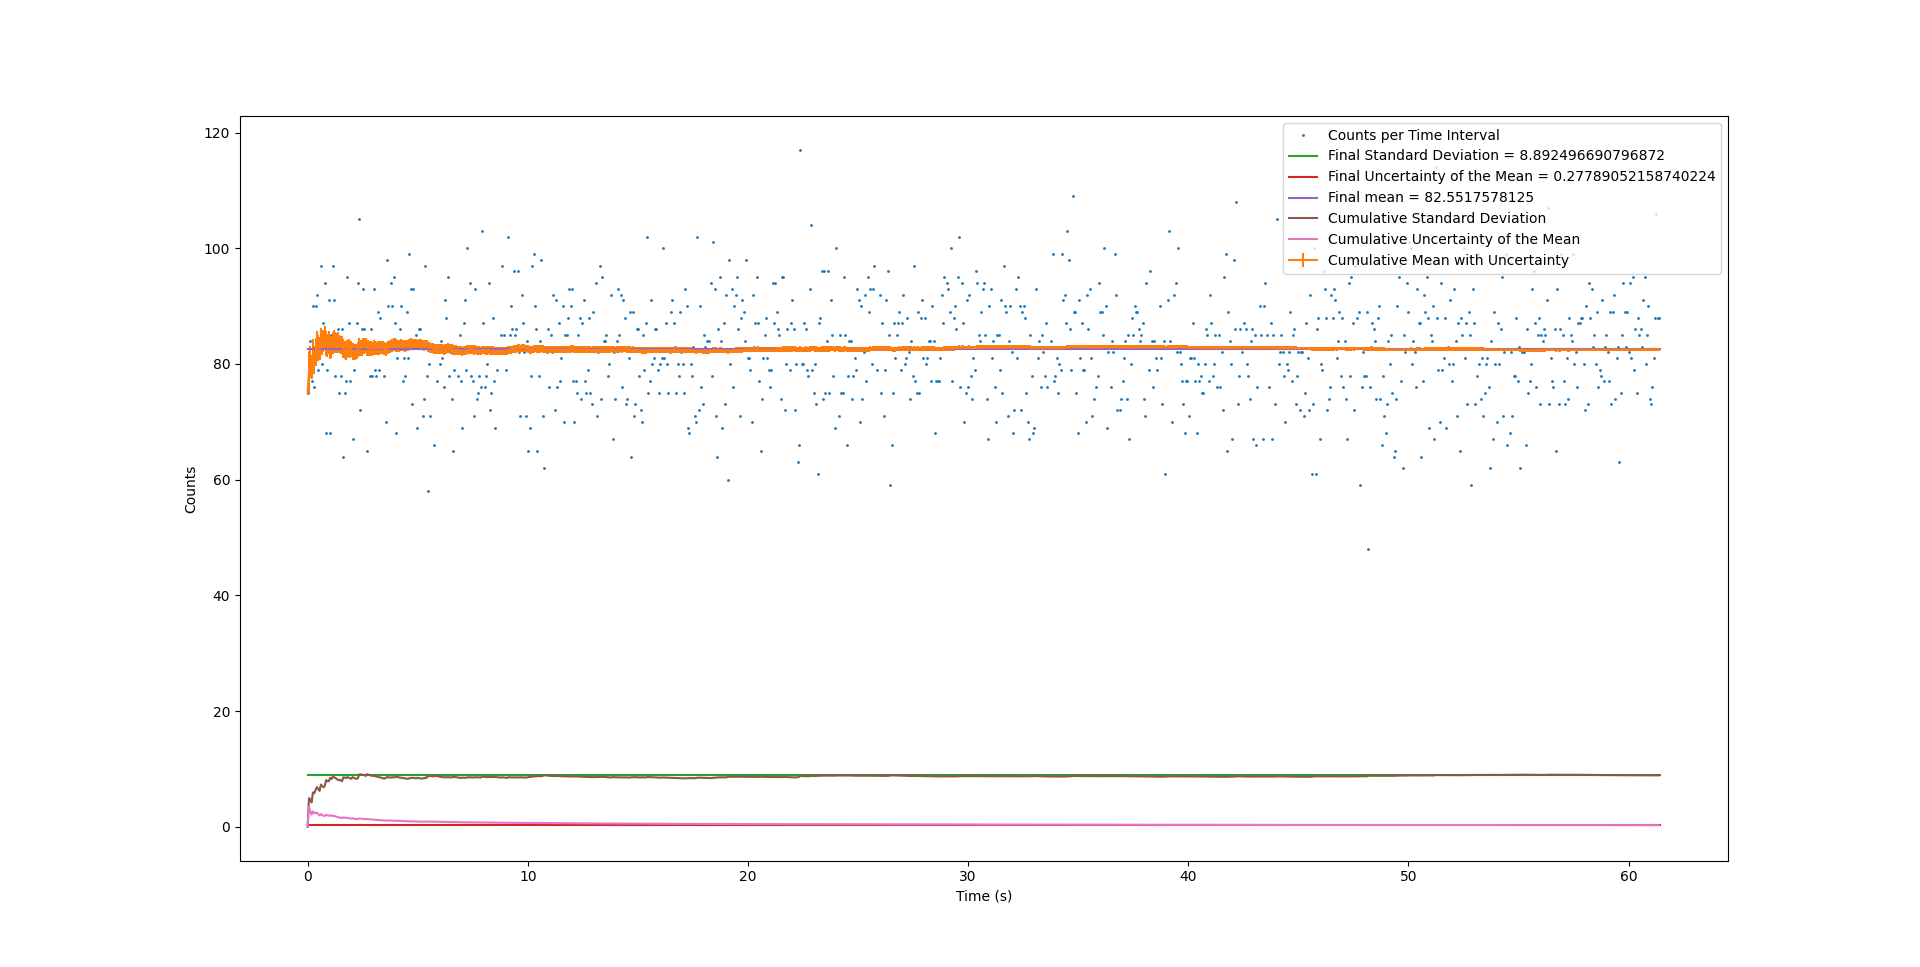 120
100
80
60
40
20
0
Counts
Counts per Time Interval
Final Standard Deviation = 8.892496690796872
Final Uncertainty of the Mean = 0.27789052158740224
Final mean = 82.5517578125
Cumulative Standard Deviation
Cumulative Uncertainty of the Mean
Cumulative Mean with Uncertainty
0 10 20 30 40 50 60
Time (s)